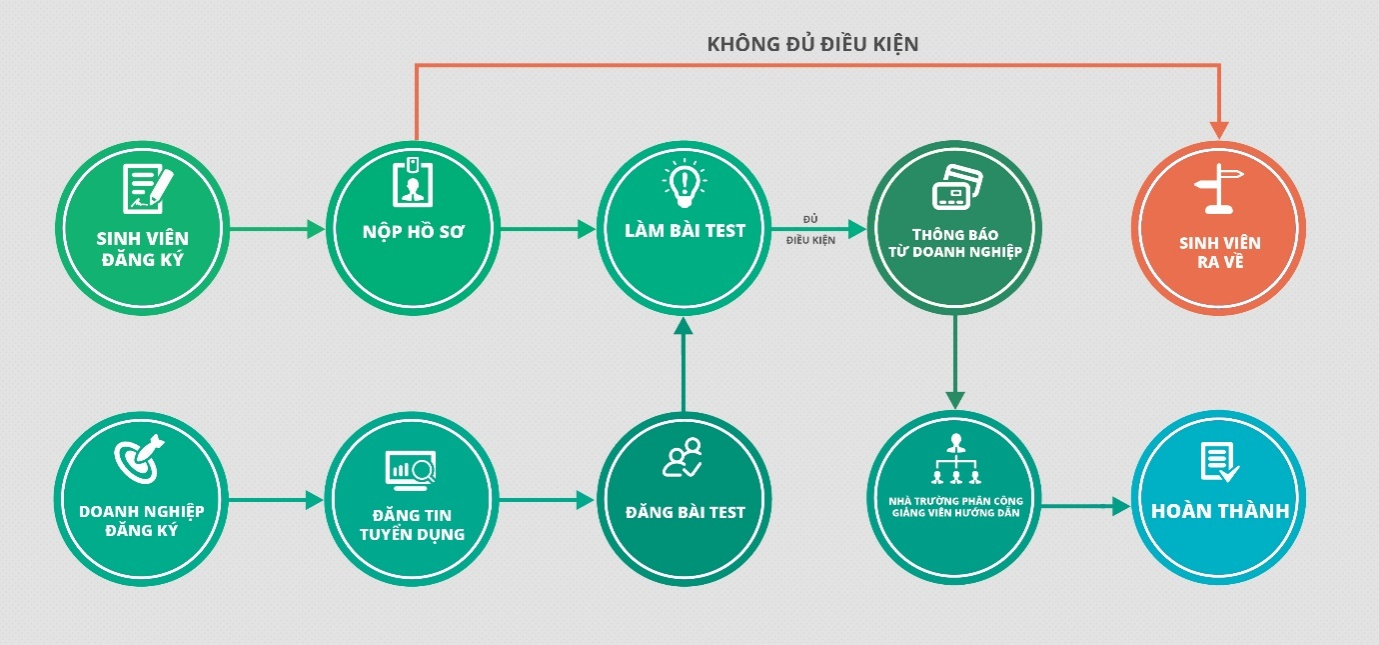 KHÔNG ĐỦ ĐIỀU KIỆN
SINH VIÊN
ĐĂNG KÝ
NỘP HỒ SƠ
LÀM BÀI TEST
ĐỦ
ĐIỀU KIỆN
THÔNG BÁO
TỪ DOANH NGHIỆP
SINH VIÊN
RA VỀ
DOANH NGHIỆP
ĐĂNG KÝ
ĐĂNG TIN
TUYỂN DỤNG
ĐĂNG BÀI TEST
NHÀ TRƯỜNG PHÂN CÔNG
GIẢNG VIÊN HƯỚNG DẪN
HOÀN THÀNH